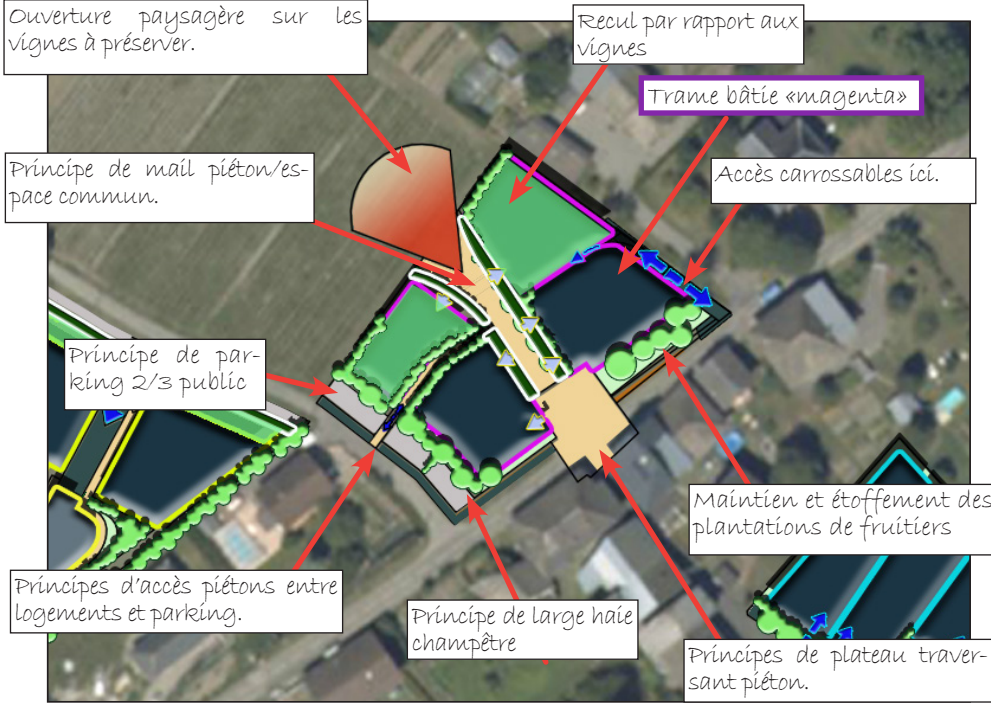 Ouverture paysagère sur les
vignes à préserver.
Recul par rapport aux
vignes
Trame bâtie «magenta»
Principe de mail piéton/es-
pace commun.
Accès carrossables ici.
Principe de par-
king 2/3 public
Maintien et étoffement des
plantations de fruitiers
Principes d'accès piétons entre
logements et parking.
Principe de large haie
champêtre
Principes de plateau traver-
sant piéton.